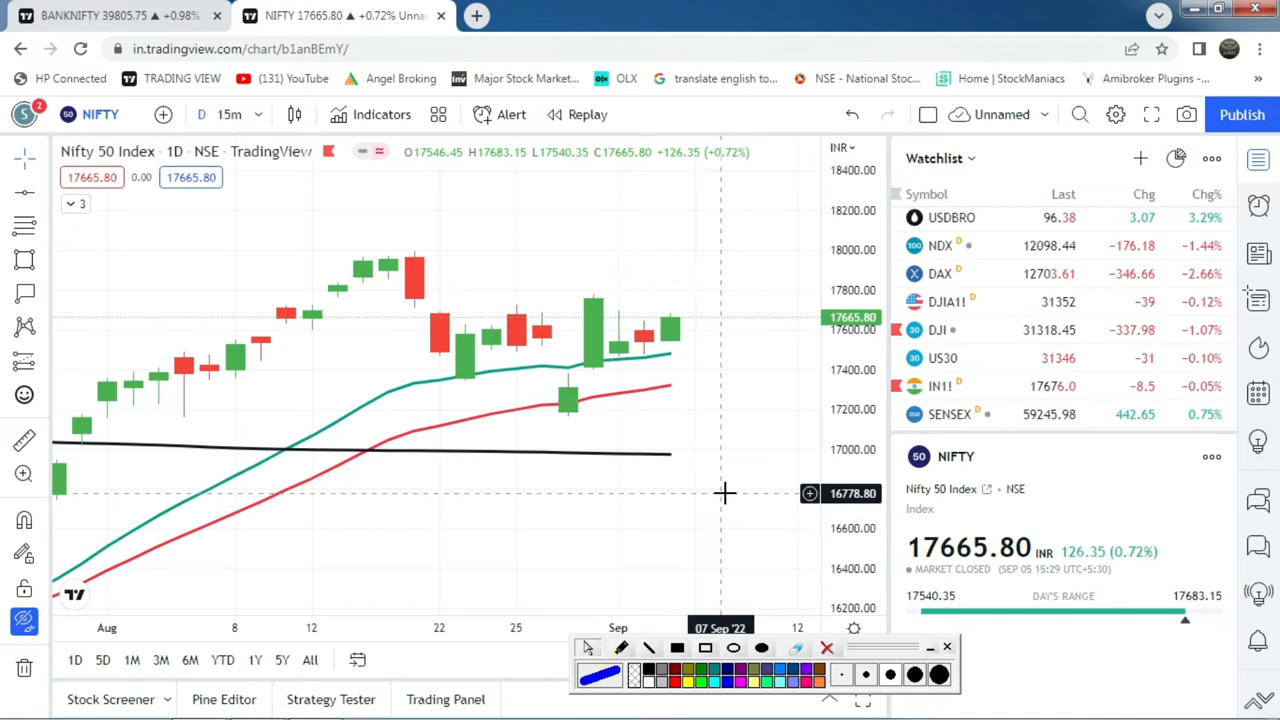 BANKNIFTY 39805.75 ▲ +0.98%
NIFTY 17665.80 ▲ +0.72% Unna
in.tradingview.com/chart/b1anBEmY/
HP Connected
TRADING VIEW
(131) YouTube
Angel Broking
Inv
Major Stock Market...
OLX
translate english to...
NSE - National Stoc...
Home | StockManiacs
Amibroker Plugins -...
»
S
2
50
NIFTY
D
15m
Indicators
Alert
Replay
Unnamed
Publish
Nifty 50 Index · 1D · NSE · TradingView
O17546.45 H17683.15 L17540.35 C17665.80 +126.35 (+0.72%)
INR
17665.80
0.00
17665.80
3
18400.00
18200.00
18000.00
17800.00
17665.80
17600.00
17400.00
17200.00
17000.00
16778.80
16600.00
16400.00
16200.00
Aug
8
12
22
25
Sep
07 Sep '22
12
1D
5D
1M
3M
6M
YTD
1Y
5Y
All
Stock Screener
Pine Editor
Strategy Tester
Trading Panel
Watchlist
Symbol
Last
Chg
Chg%
USDBRO 96.38 3.07 3.29%
100 NDX D 12098.44 −176.18 −1.44%
DAX D 12703.61 −346.66 −2.66%
DJIA1! D 31352 −39 −0.12%
30 DJI 31318.45 −337.98 −1.07%
30 US30 31346 −31 −0.10%
IN1! D 17676.0 −8.5 −0.05%
SENSEX D 59245.98 442.65 0.75%
50 NIFTY
Nifty 50 Index · NSE
Index
17665.80 INR 126.35 (0.72%)
MARKET CLOSED (SEP 05 15:29 UTC+5:30)
17540.35
DAY'S RANGE
17683.15